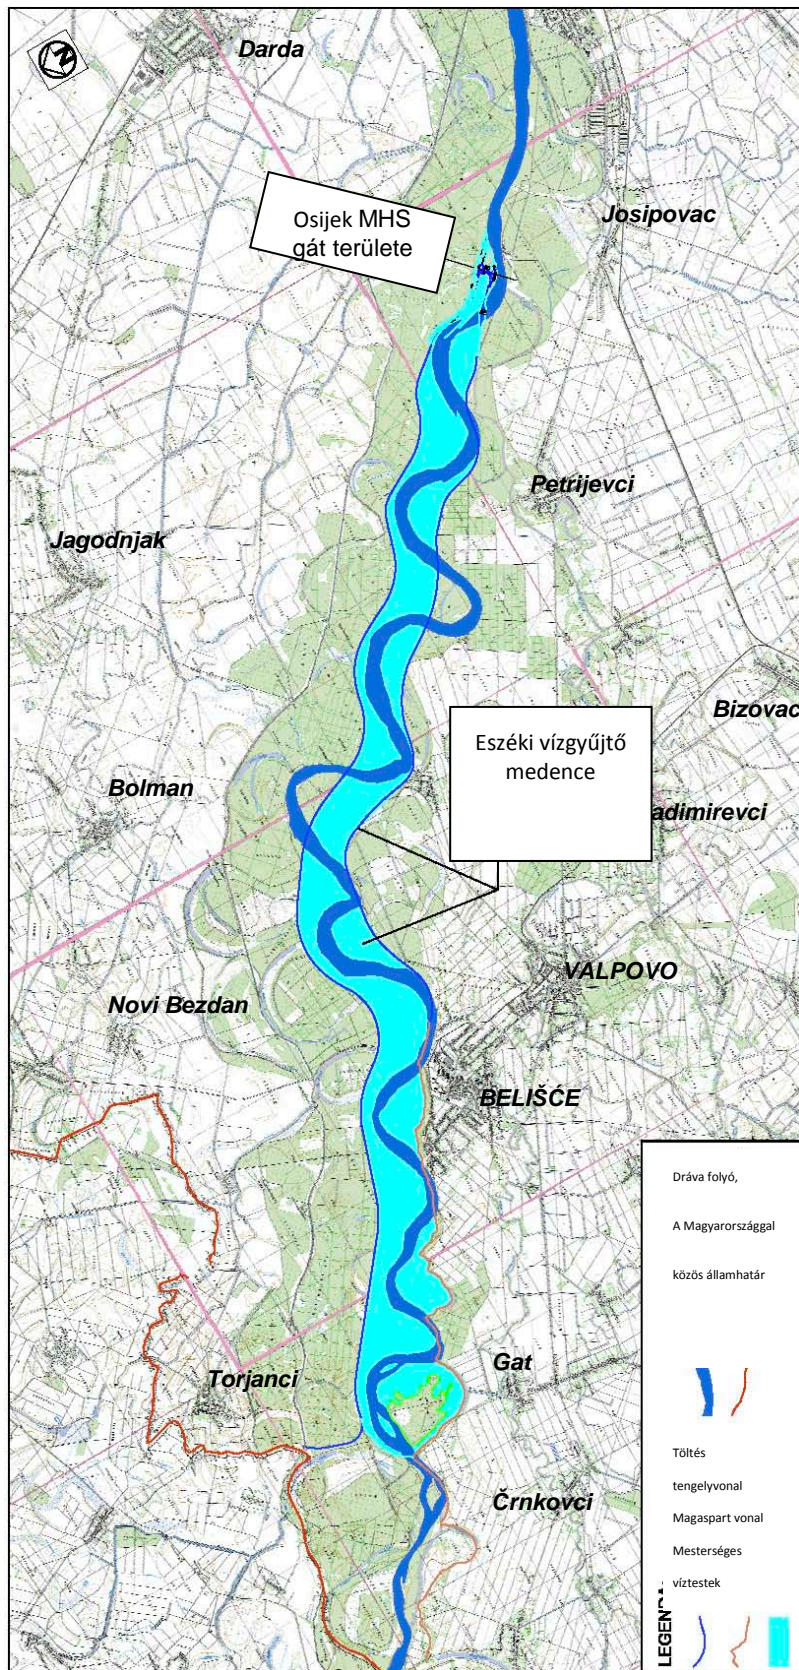 Darda
Osijek MHS
gát területe
Josipovac
Petrijevci
Jagodnjak
Bizovac
Eszéki vízgyűjtő
medence
Bolman
adimirevci
VALPOVO
Novi Bezdan
BELIŠĆE
Dráva folyó,
A Magyarországgal
közös államhatár
Gat
Torjanci
Töltés
tengelyvonal
Črnkovci
Magaspart vonal
Mesterséges
víztestek